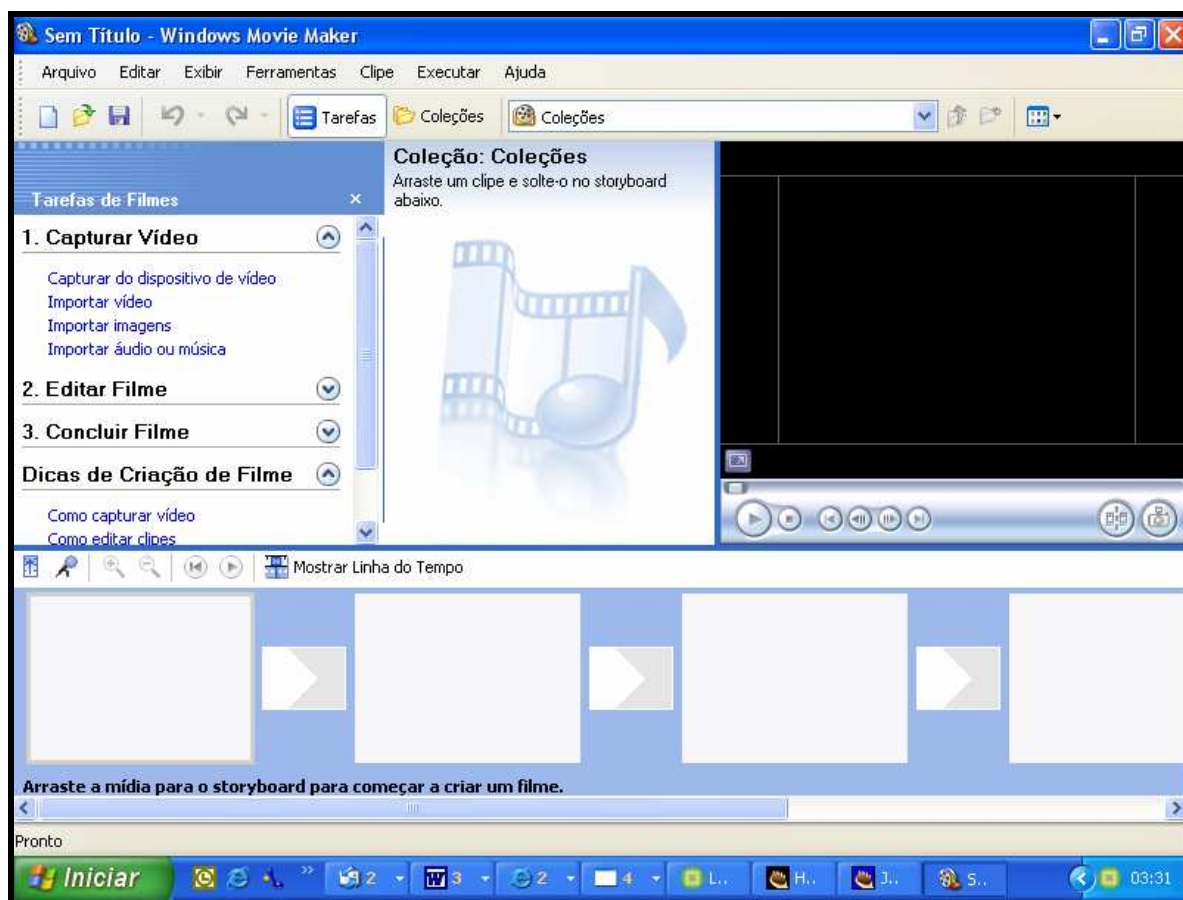 Sem Título - Windows Movie Maker
Arquivo Editar Exibir Ferramentas Clipe Executar Ajuda
Tarefas Coleções Coleções
Tarefas de Filmes
1. Capturar Vídeo
Capturar do dispositivo de vídeo
Importar vídeo
Importar imagens
Importar áudio ou música
2. Editar Filme
3. Concluir Filme
Dicas de Criação de Filme
Como capturar vídeo
Como editar clipes
Coleção: Coleções
Arraste um clipe e solte-o no storyboard
abaixo.
Mostrar Linha do Tempo
Arraste a mídia para o storyboard para começar a criar um filme.
Pronto
Iniciar 2 3 2 4 L.. H.. J.. S.. 03:31